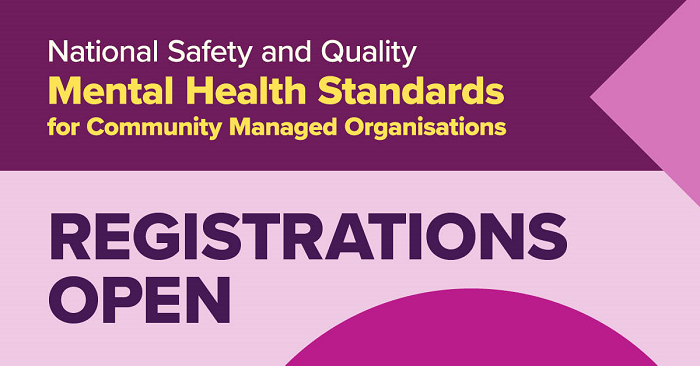 National Safety and Quality
Mental Health Standards
for Community Managed Organisations
REGISTRATIONS
OPEN